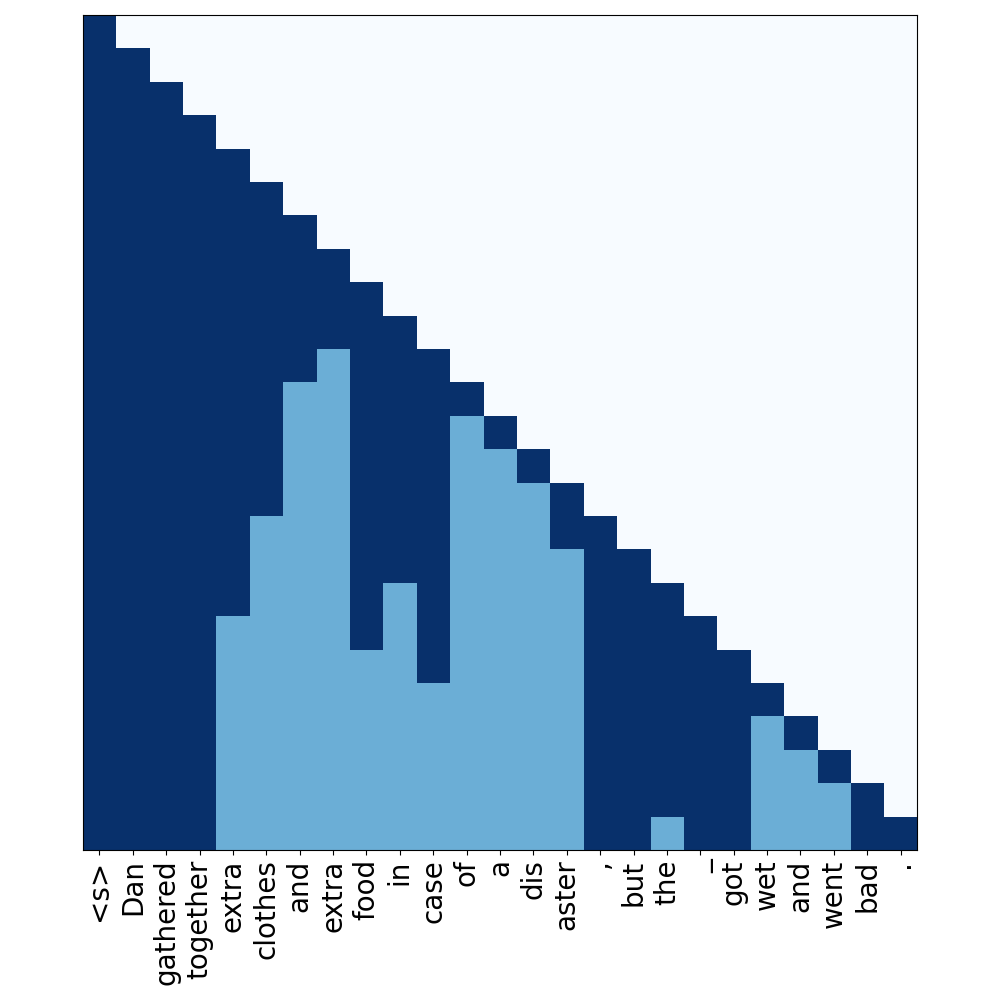 <s> Dan gathered together extra clothes and extra food in case of a dis aster , but the _ got wet and went bad .